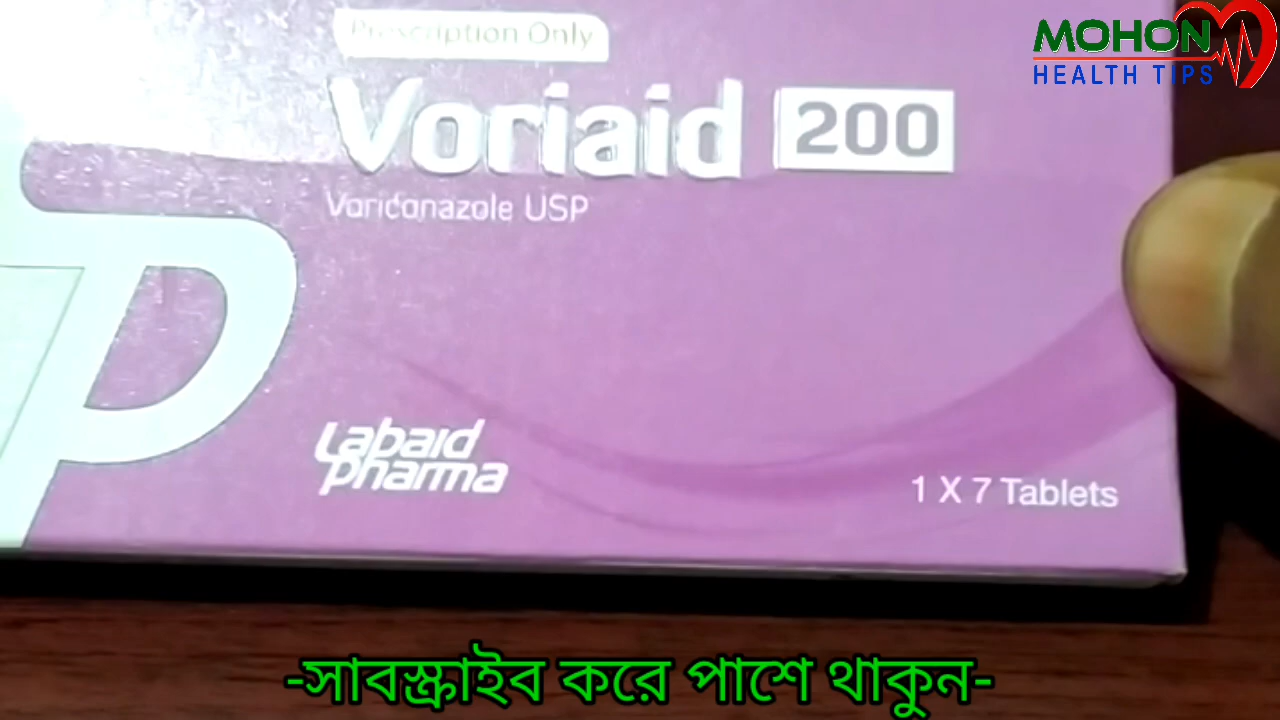 Prescription Only
MOHON
HEALTH TIPS
Voriaid 200
Voriconazole USP
Labaid
pharma
1 X 7 Tablets
-সাবস্ক্রাইব করে পাশে থাকুন-